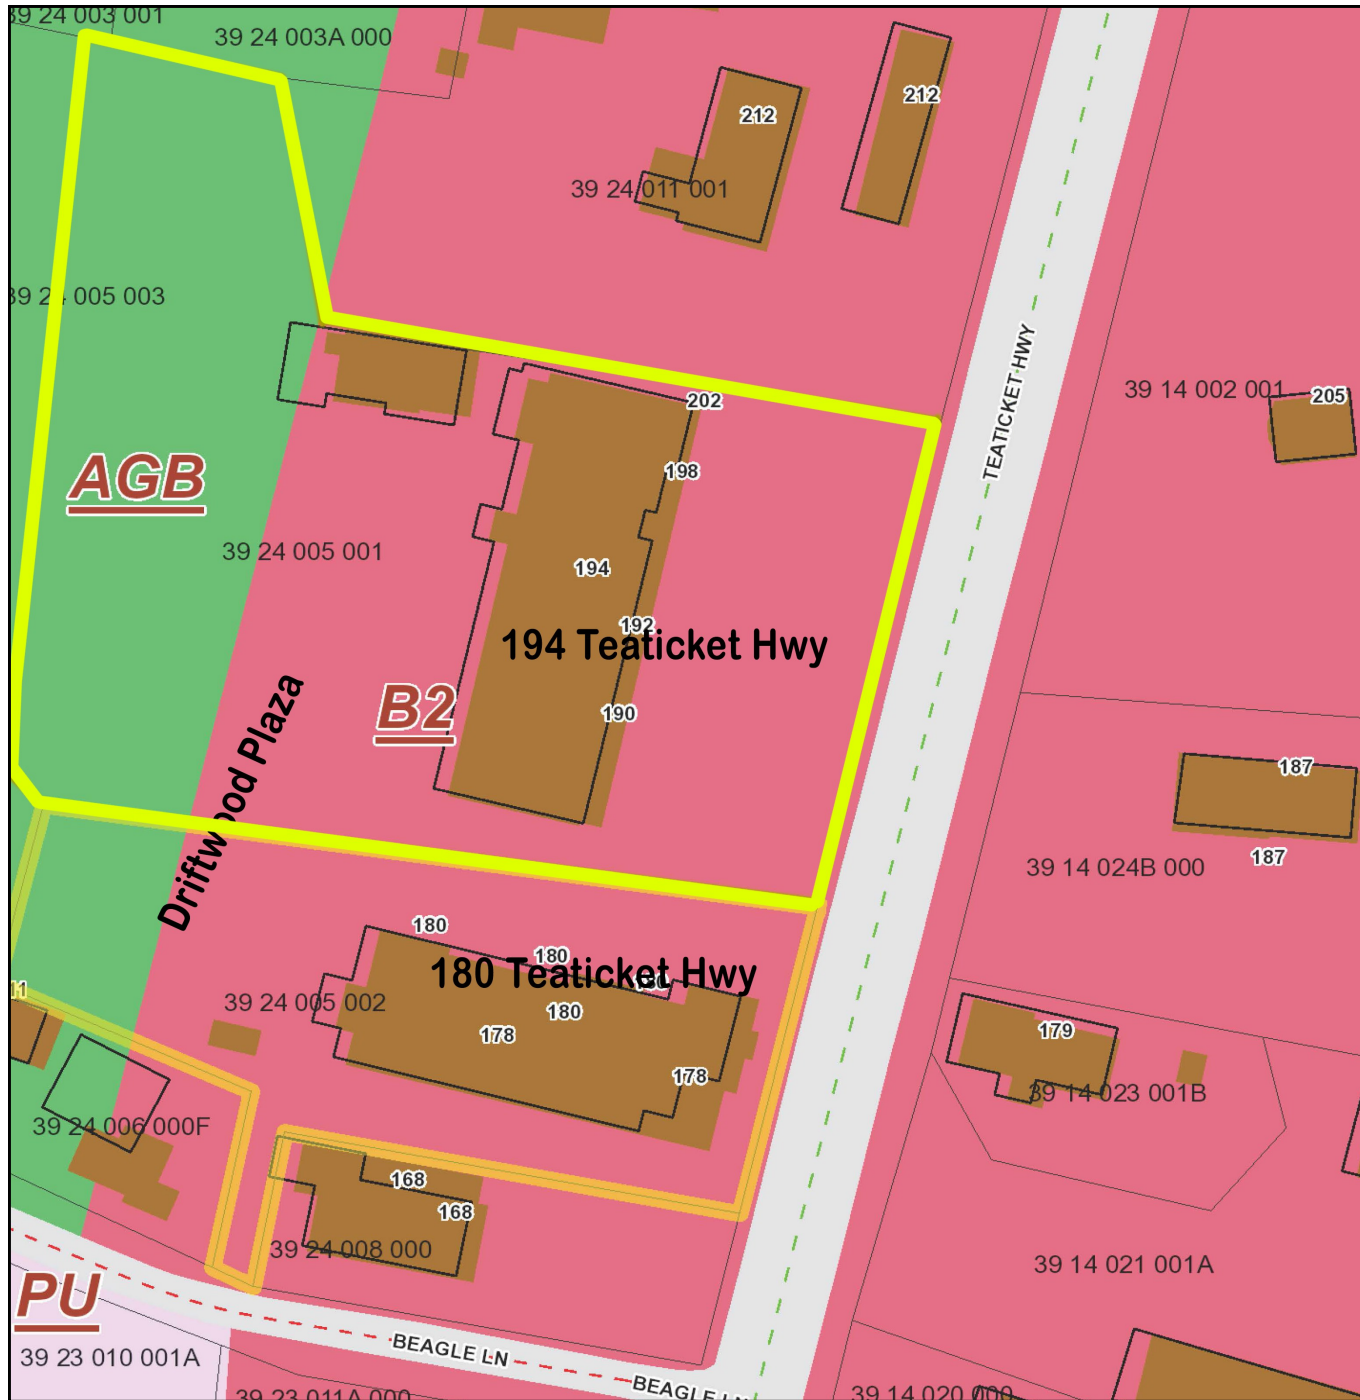 39 24 003 001
39 24 003A 000
212
212
39 24 011 001
39 24 005 003
TEATICKET HWY
39 14 002 001
205
202
198
AGB
39 24 005 001
194
192
194 Teaticket Hwy
B2
190
Driftwood Plaza
187
187
39 14 024B 000
180
180
180 Teaticket Hwy
180
39 24 005 002
178
178
179
39 14 023 001B
39 24 006 000F
168
168
39 24 008 000
39 14 021 001A
PU
BEAGLE LN
39 23 010 001A
BEAGLE
39 23 011A 000
39 14 020 000